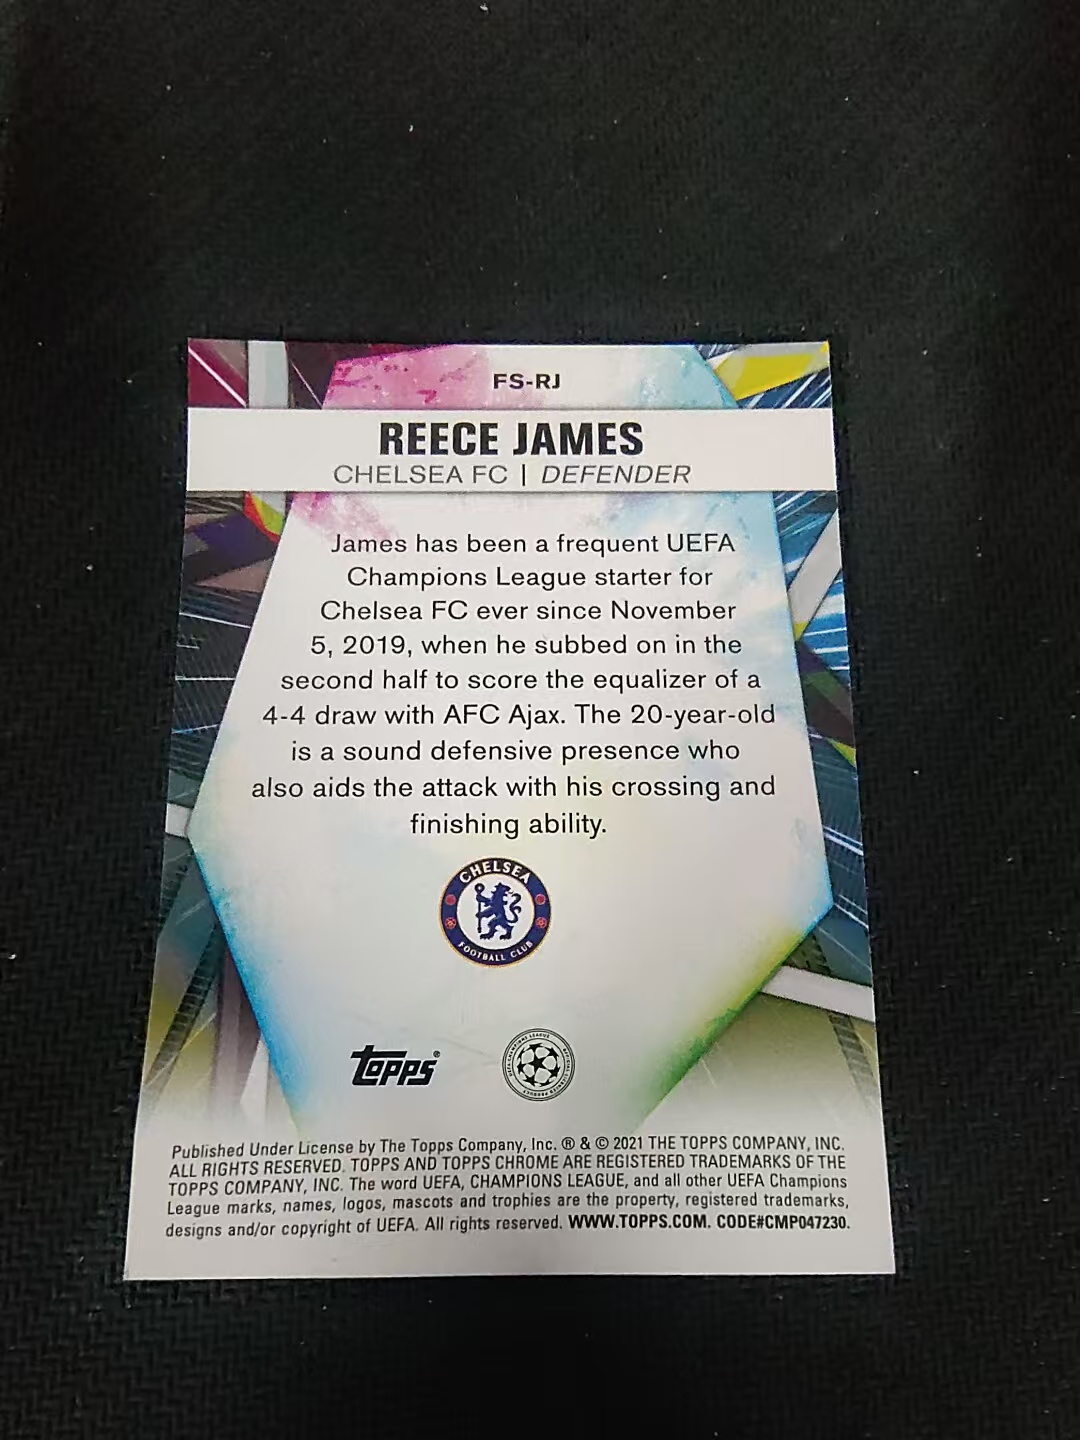 FS-RJ
REECE JAMES
CHELSEA FC | DEFENDER
James has been a frequent UEFA
Champions League starter for
Chelsea FC ever since November
5, 2019, when he subbed on in the
second half to score the equalizer of a
4-4 draw with AFC Ajax. The 20-year-old
is a sound defensive presence who
also aids the attack with his crossing and
finishing ability.
CHELSEA
FOOTBALL CLUB
Topps®
Published Under License by The Topps Company, Inc. ® & © 2021 THE TOPPS COMPANY, INC.
ALL RIGHTS RESERVED. TOPPS AND TOPPS CHROME ARE REGISTERED TRADEMARKS OF THE
TOPPS COMPANY, INC. The word UEFA, CHAMPIONS LEAGUE, and all other UEFA Champions
League marks, names, logos, mascots and trophies are the property, registered trademarks,
designs and/or copyright of UEFA. All rights reserved. WWW.TOPPS.COM. CODE#CMP047230.